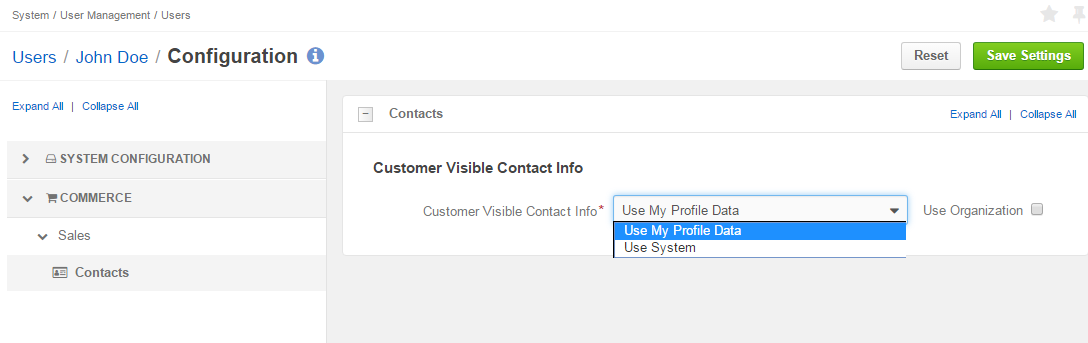 System / User Management / Users
Users / John Doe / Configuration
Reset
Save Settings
Expand All | Collapse All
SYSTEM CONFIGURATION
COMMERCE
Sales
Contacts
Contacts
Expand All | Collapse All
Customer Visible Contact Info
Customer Visible Contact Info* Use My Profile Data Use Organization
Use My Profile Data
Use System